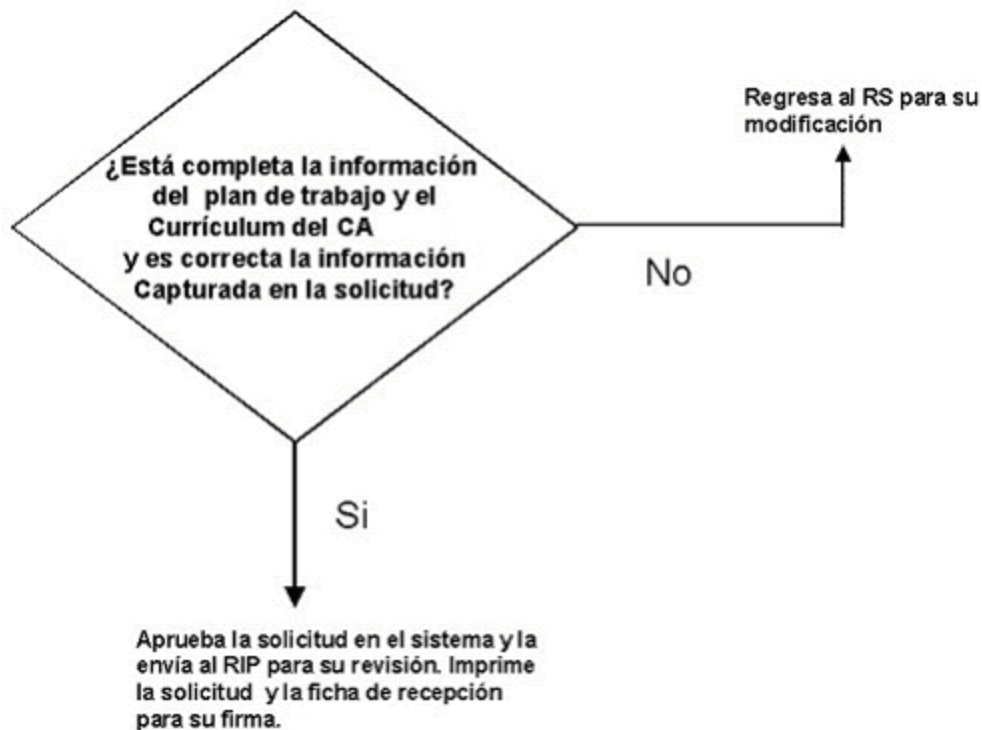 ¿Está completa la información
del plan de trabajo y el
Currículum del CA
y es correcta la información
Capturada en la solicitud?
Regresa al RS para su
modificación
No
Si
Aprueba la solicitud en el sistema y la
envía al RIP para su revisión. Imprime
la solicitud y la ficha de recepción
para su firma.